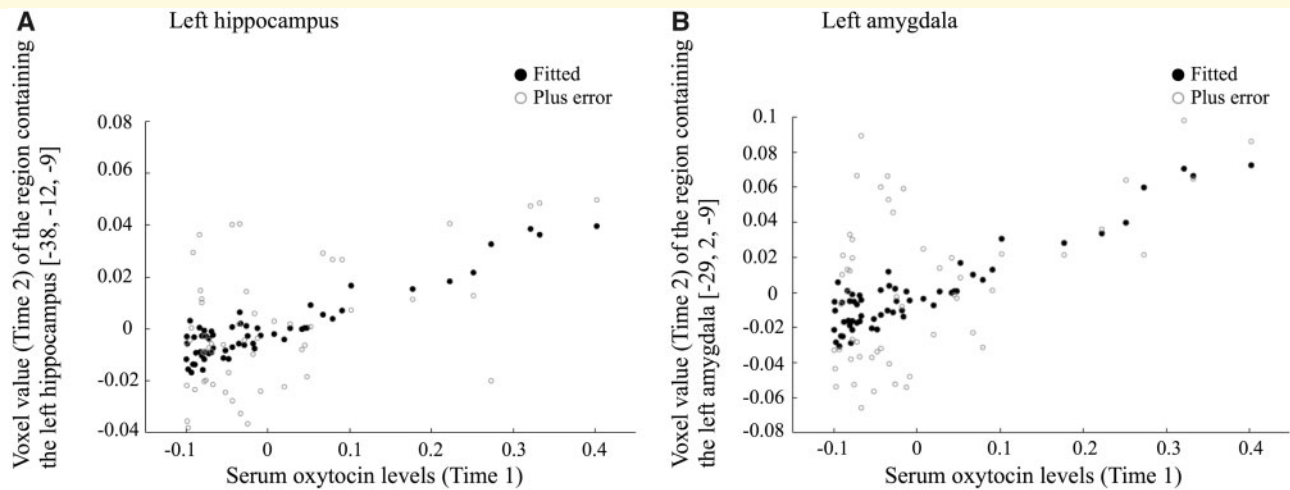 A
Left hippocampus
Voxel value (Time 2) of the region containing
the left hippocampus [-38, -12, -9]
Fitted
Plus error
0.08
0.06
0.04
0.02
0
-0.02
-0.04
-0.1
0
0.1
0.2
0.3
0.4
Serum oxytocin levels (Time 1)
B
Left amygdala
Voxel value (Time 2) of the region containing
the left amygdala [-29, 2, -9]
Fitted
Plus error
0.1
0.08
0.06
0.04
0.02
0
-0.02
-0.04
-0.06
-0.08
-0.1
0
0.1
0.2
0.3
0.4
Serum oxytocin levels (Time 1)